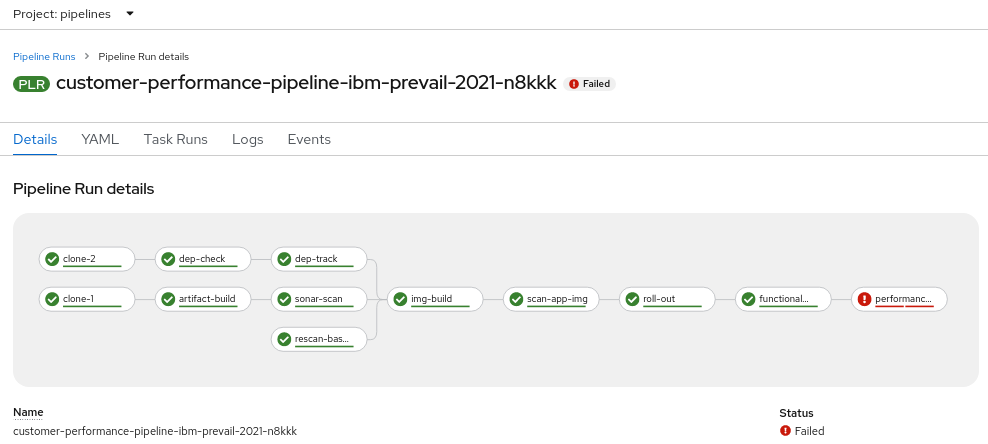 Project: pipelines
Pipeline Runs Pipeline Run details
PLR customer-performance-pipeline-ibm-prevail-2021-n8kkk Failed
Details YAML Task Runs Logs Events
Pipeline Run details
clone-2 dep-check dep-track
clone-1 artifact-build sonar-scan img-build scan-app-img roll-out functional... performanc...
rescan-bas...
Name Status
customer-performance-pipeline-ibm-prevail-2021-n8kkk Failed